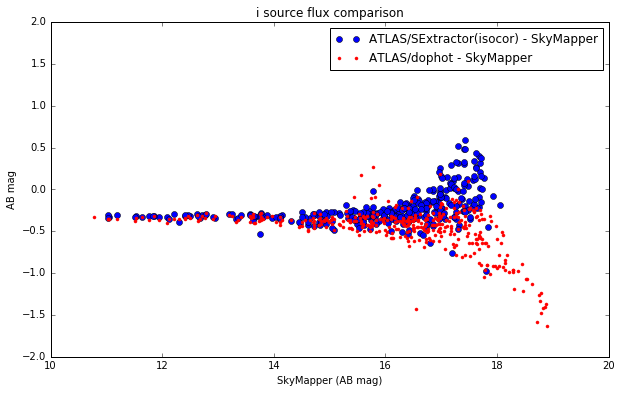 i source flux comparison
ATLAS/SExtractor(isocor) - SkyMapper
ATLAS/dophot - SkyMapper
AB mag
2.0
1.5
1.0
0.5
0.0
−0.5
−1.0
−1.5
−2.0
10 12 14 16 18 20
SkyMapper (AB mag)